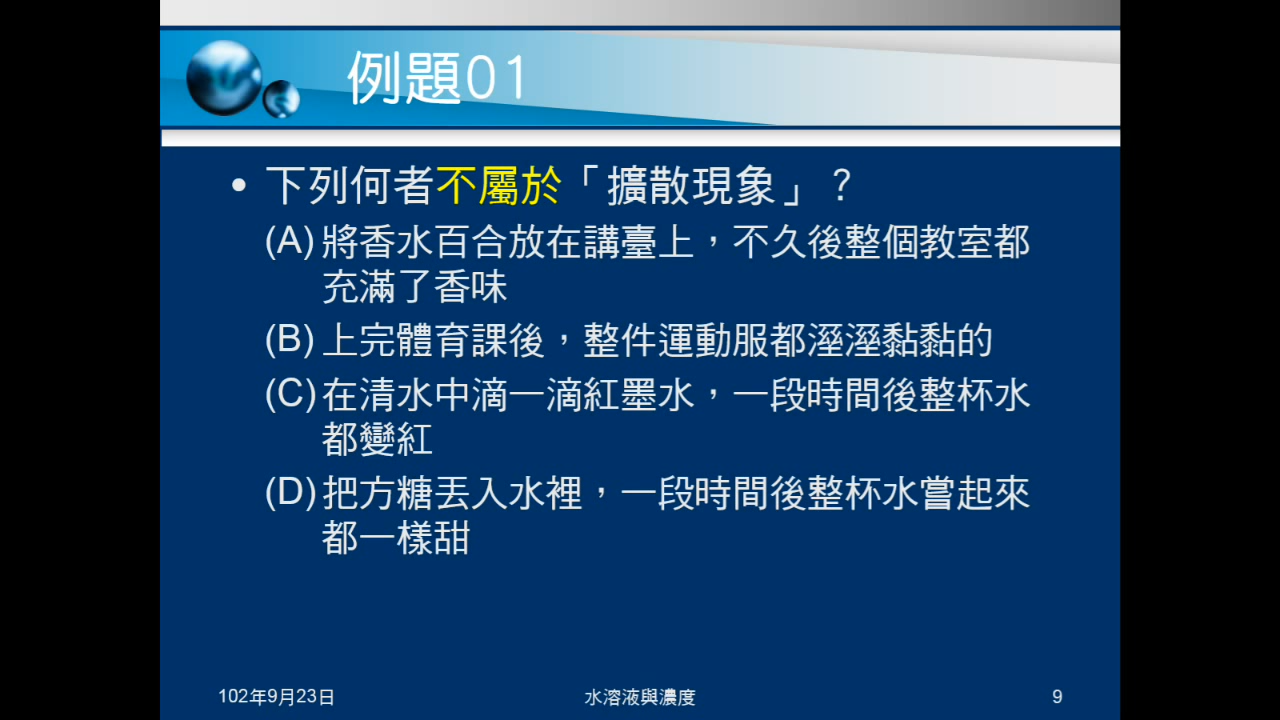 例題01
• 下列何者不屬於「擴散現象」？
(A) 將香水百合放在講臺上，不久後整個教室都
充滿了香味
(B) 上完體育課後，整件運動服都溼溼黏黏的
(C) 在清水中滴一滴紅墨水，一段時間後整杯水
都變紅
(D) 把方糖丟入水裡，一段時間後整杯水嘗起來
都一樣甜
102年9月23日
水溶液與濃度
9